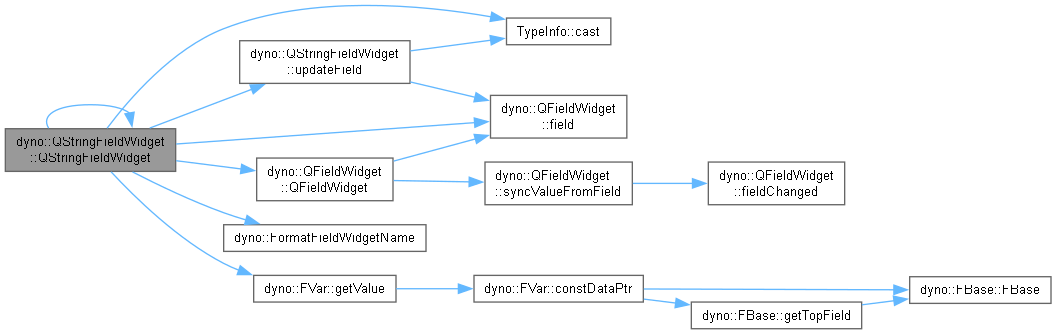 TypeInfo::cast
dyno::QStringFieldWidget
::updateField
dyno::QFieldWidget
::field
dyno::QStringFieldWidget
::QStringFieldWidget
dyno::QFieldWidget
::QFieldWidget
dyno::QFieldWidget
::syncValueFromField
dyno::QFieldWidget
::fieldChanged
dyno::FormatFieldWidgetName
dyno::FVar::getValue
dyno::FVar::constDataPtr
dyno::FBase::FBase
dyno::FBase::getTopField